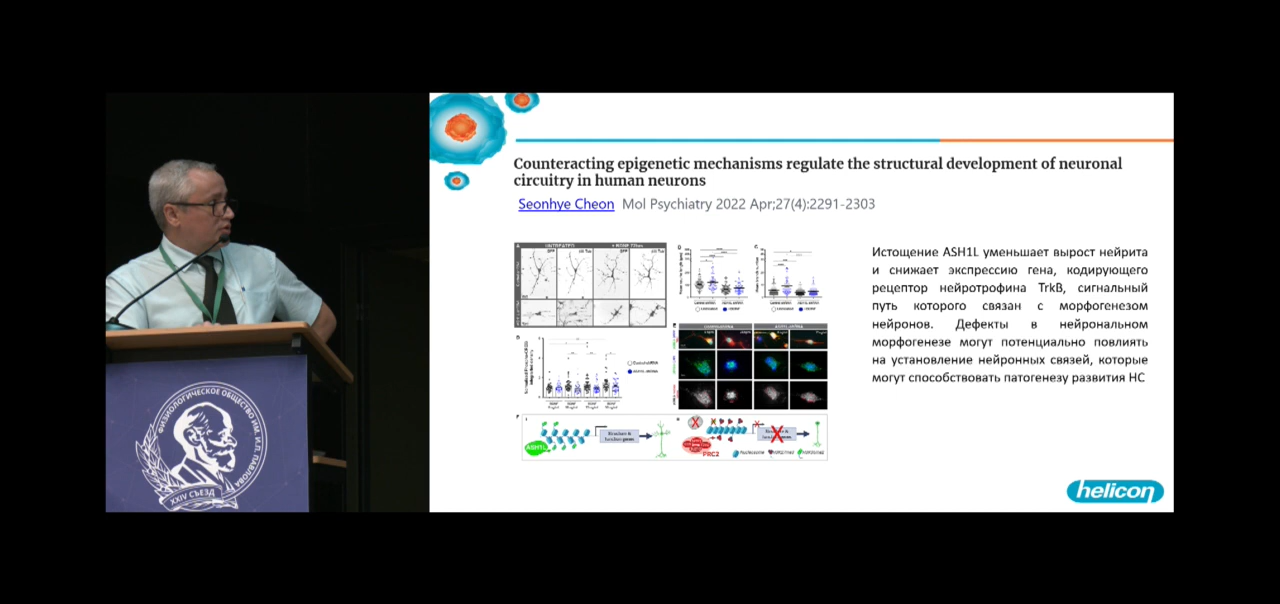 Counteracting epigenetic mechanisms regulate the structural development of neuronal
circuitry in human neurons
Seonhye Cheon Mol Psychiatry 2022 Apr;27(4):2291-2303
Истощение ASH1L уменьшает вырост нейрита
и снижает экспрессию гена, кодирующего
рецептор нейротрофина TrkB, сигнальный
путь которого связан с морфогенезом
нейронов. Дефекты в нейрональном
морфогенезе могут потенциально повлиять
на установление нейронных связей, которые
могут способствовать патогенезу развития НС
ASH1L
PRC2
helicon
ФИЗИОЛОГИЧЕСКОЕ ОБЩЕСТВО ИМ. И.П. ПАВЛОВА
XXIV СЪЕЗД